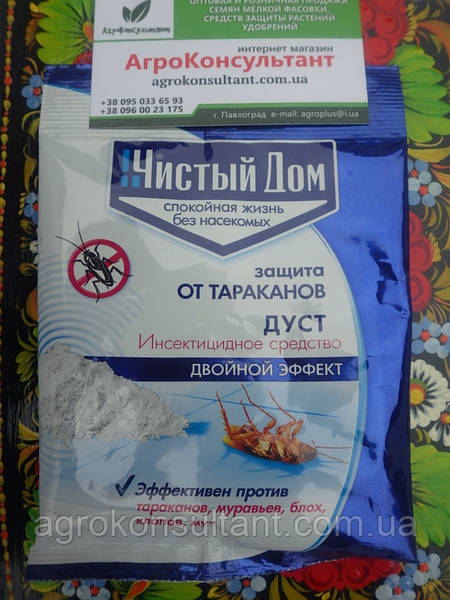 ОПТОВАЯ И РОЗНИЧНАЯ ПРОДАЖА
СЕМЯН МЕЛКОЙ ФАСОВКИ,
СРЕДСТВ ЗАЩИТЫ РАСТЕНИЙ
УДОБРЕНИЙ
АгроКонсультант
интернет магазин
АгроКонсультант
agrokonsultant.com.ua
+38 095 033 65 93
+38 096 00 23 175
г. Павлоград e-mail: agroplus@i.ua
Чистый Дом
спокойная жизнь
без насекомых
защита
ОТ ТАРАКАНОВ
ДУСТ
Инсектицидное средство
ДВОЙНОЙ ЭФФЕКТ
Эффективен против
тараканов, муравьев, блох,
клопов,
agrokonsultant.com.ua